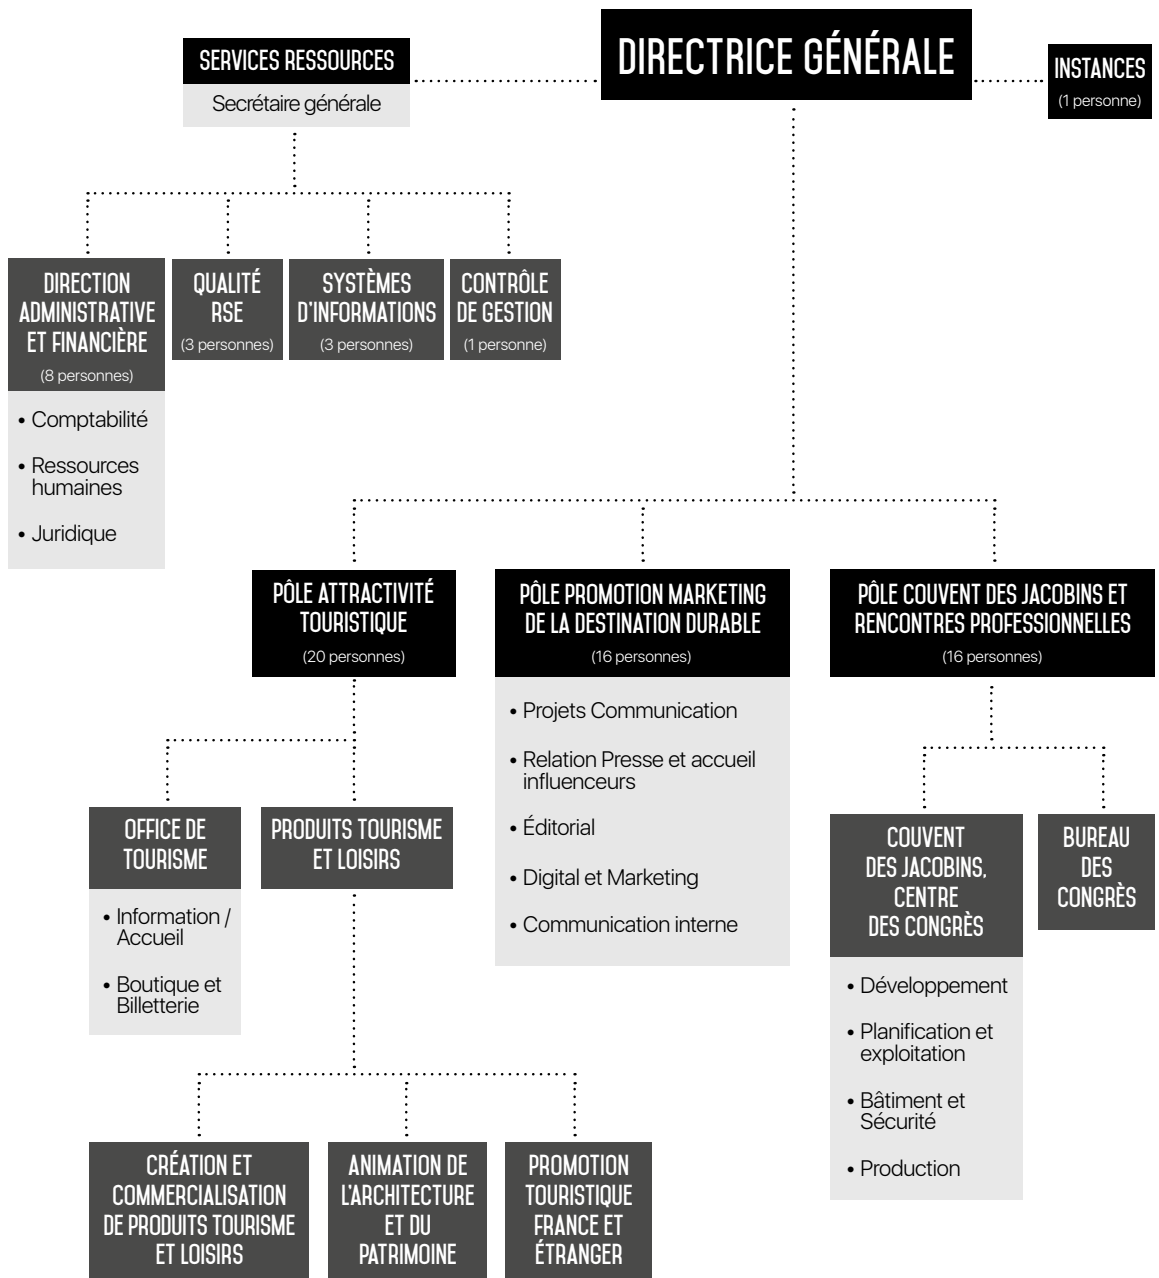 DIRECTRICE GÉNÉRALE
SERVICES RESSOURCES
Secrétaire générale
INSTANCES
(1 personne)
DIRECTION
ADMINISTRATIVE
ET FINANCIÈRE
(8 personnes)
• Comptabilité
• Ressources
humaines
• Juridique
QUALITÉ
RSE
(3 personnes)
SYSTÈMES
D'INFORMATIONS
(3 personnes)
CONTRÔLE
DE GESTION
(1 personne)
PÔLE ATTRACTIVITÉ
TOURISTIQUE
(20 personnes)
PÔLE PROMOTION MARKETING
DE LA DESTINATION DURABLE
(16 personnes)
• Projets Communication
• Relation Presse et accueil
influenceurs
• Éditorial
• Digital et Marketing
• Communication interne
PÔLE COUVENT DES JACOBINS ET
RENCONTRES PROFESSIONNELLES
(16 personnes)
OFFICE DE
TOURISME
• Information /
Accueil
• Boutique et
Billetterie
PRODUITS TOURISME
ET LOISIRS
COUVENT
DES JACOBINS,
CENTRE
DES CONGRÈS
• Développement
• Planification et
exploitation
• Bâtiment et
Sécurité
• Production
BUREAU
DES
CONGRÈS
CRÉATION ET
COMMERCIALISATION
DE PRODUITS TOURISME
ET LOISIRS
ANIMATION DE
L'ARCHITECTURE
ET DU
PATRIMOINE
PROMOTION
TOURISTIQUE
FRANCE ET
ÉTRANGER